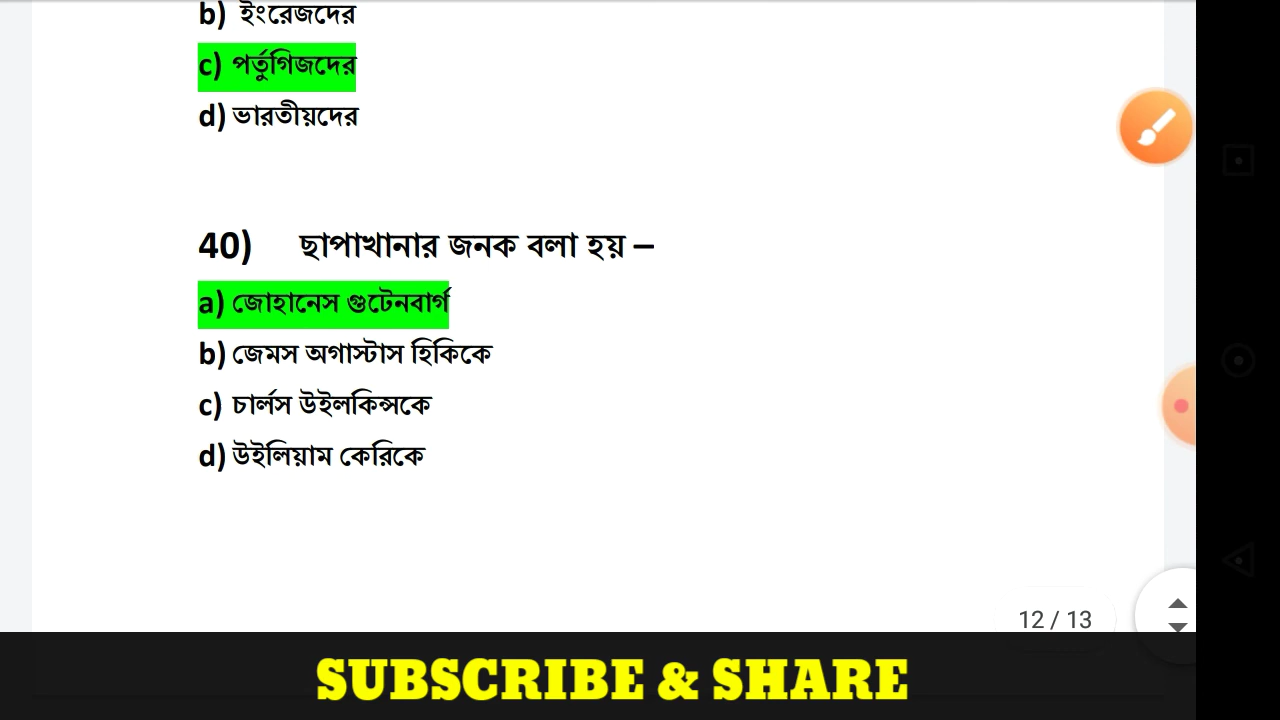 b) ইংরেজদের
c) পর্তুগিজদের
d) ভারতীয়দের
40) ছাপাখানার জনক বলা হয় –
a) জোহানেস গুটেনবার্গ
b) জেমস অগাস্টাস হিকিকে
c) চার্লস উইলকিন্সকে
d) উইলিয়াম কেরিকে
12 / 13
SUBSCRIBE & SHARE